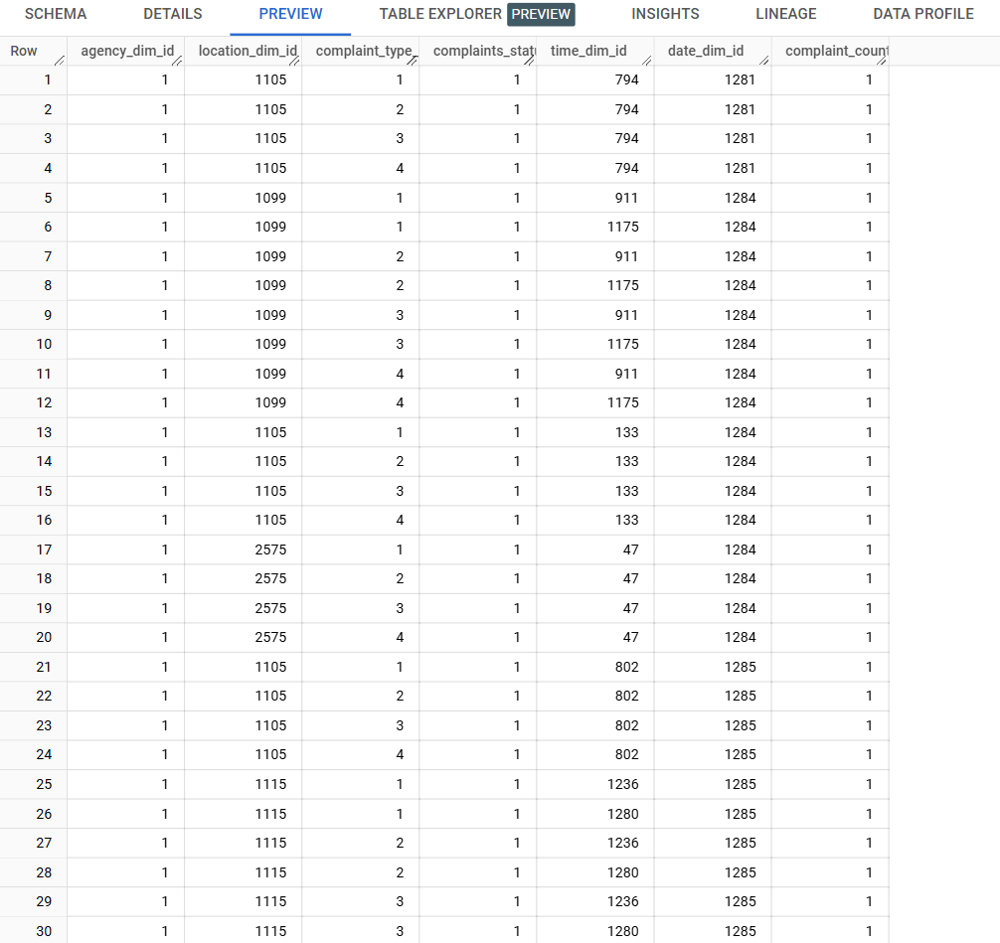 SCHEMA DETAILS PREVIEW TABLE EXPLORER PREVIEW INSIGHTS LINEAGE DATA PROFILE
Row agency_dim_id location_dim_id complaint_type_ complaints_stat time_dim_id date_dim_id complaint_count
1 1 1105 1 1 794 1281 1
2 1 1105 2 1 794 1281 1
3 1 1105 3 1 794 1281 1
4 1 1105 4 1 794 1281 1
5 1 1099 1 1 911 1284 1
6 1 1099 1 1 1175 1284 1
7 1 1099 2 1 911 1284 1
8 1 1099 2 1 1175 1284 1
9 1 1099 3 1 911 1284 1
10 1 1099 3 1 1175 1284 1
11 1 1099 4 1 911 1284 1
12 1 1099 4 1 1175 1284 1
13 1 1105 1 1 133 1284 1
14 1 1105 2 1 133 1284 1
15 1 1105 3 1 133 1284 1
16 1 1105 4 1 133 1284 1
17 1 2575 1 1 47 1284 1
18 1 2575 2 1 47 1284 1
19 1 2575 3 1 47 1284 1
20 1 2575 4 1 47 1284 1
21 1 1105 1 1 802 1285 1
22 1 1105 2 1 802 1285 1
23 1 1105 3 1 802 1285 1
24 1 1105 4 1 802 1285 1
25 1 1115 1 1 1236 1285 1
26 1 1115 1 1 1280 1285 1
27 1 1115 2 1 1236 1285 1
28 1 1115 2 1 1280 1285 1
29 1 1115 3 1 1236 1285 1
30 1 1115 3 1 1280 1285 1